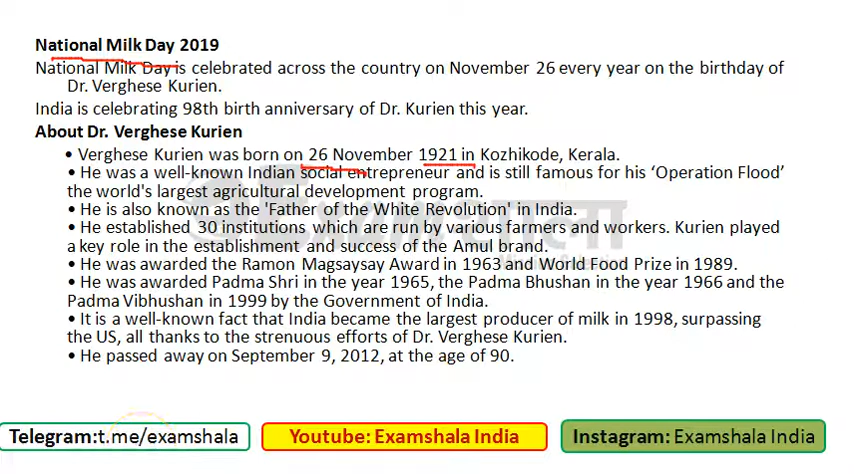 National Milk Day 2019
National Milk Day is celebrated across the country on November 26 every year on the birthday of
Dr. Verghese Kurien.
India is celebrating 98th birth anniversary of Dr. Kurien this year.
About Dr. Verghese Kurien
• Verghese Kurien was born on 26 November 1921 in Kozhikode, Kerala.
• He was a well-known Indian social entrepreneur and is still famous for his ‘Operation Flood’
the world's largest agricultural development program.
• He is also known as the 'Father of the White Revolution' in India.
• He established 30 institutions which are run by various farmers and workers. Kurien played
a key role in the establishment and success of the Amul brand.
• He was awarded the Ramon Magsaysay Award in 1963 and World Food Prize in 1989.
• He was awarded Padma Shri in the year 1965, the Padma Bhushan in the year 1966 and the
Padma Vibhushan in 1999 by the Government of India.
• It is a well-known fact that India became the largest producer of milk in 1998, surpassing
the US, all thanks to the strenuous efforts of Dr. Verghese Kurien.
• He passed away on September 9, 2012, at the age of 90.
Examशाला
Telegram:t.me/examshala
Youtube: Examshala India
Instagram: Examshala India